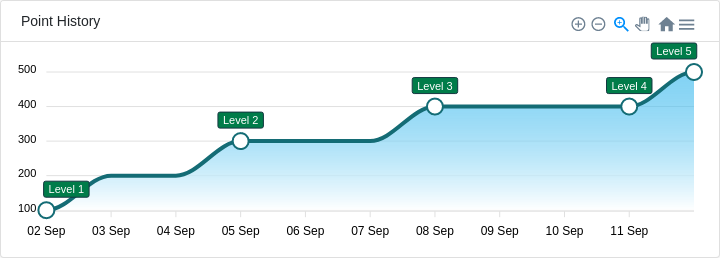 Point History
Level 5
500
Level 3
Level 4
400
Level 2
300
200
Level 1
100
02 Sep
03 Sep
04 Sep
05 Sep
06 Sep
07 Sep
08 Sep
09 Sep
10 Sep
11 Sep